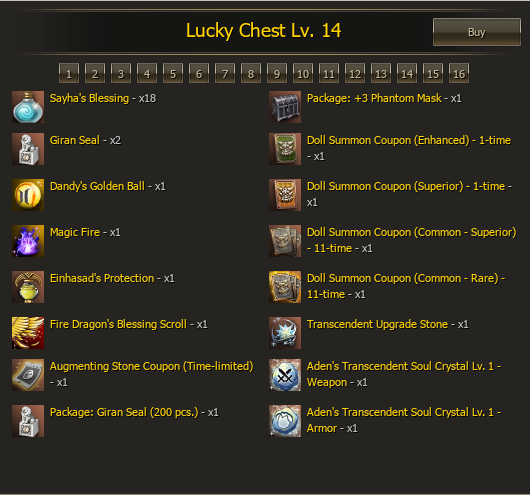 Lucky Chest Lv. 14
Buy
1 2 3 4 5 6 7 8 9 10 11 12 13 14 15 16
Sayha's Blessing - x18
Giran Seal - x2
Dandy's Golden Ball - x1
Magic Fire - x1
Einhasad's Protection - x1
Fire Dragon's Blessing Scroll - x1
Augmenting Stone Coupon (Time-limited)
- x1
Package: Giran Seal (200 pcs.) - x1
Package: +3 Phantom Mask - x1
Doll Summon Coupon (Enhanced) - 1-time
- x1
Doll Summon Coupon (Superior) - 1-time -
x1
Doll Summon Coupon (Common - Superior)
- 11-time - x1
Doll Summon Coupon (Common - Rare) -
11-time - x1
Transcendent Upgrade Stone - x1
Aden's Transcendent Soul Crystal Lv. 1 -
Weapon - x1
Aden's Transcendent Soul Crystal Lv. 1 -
Armor - x1